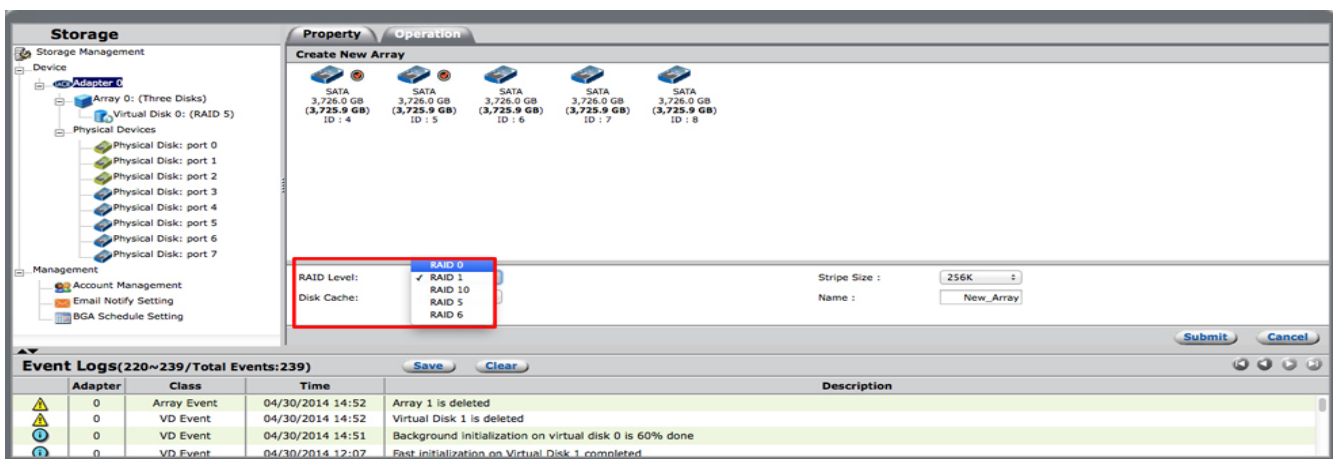 Storage
Storage Management
Device
Adapter 0
Array 0: (Three Disks)
Virtual Disk 0: (RAID 5)
Physical Devices
Physical Disk: port 0
Physical Disk: port 1
Physical Disk: port 2
Physical Disk: port 3
Physical Disk: port 4
Physical Disk: port 5
Physical Disk: port 6
Physical Disk: port 7
Management
Account Management
Email Notify Setting
BGA Schedule Setting
Property Operation
Create New Array
SATA SATA SATA SATA SATA
3,726.0 GB 3,726.0 GB 3,726.0 GB 3,726.0 GB 3,726.0 GB
(3,725.9 GB) (3,725.9 GB) (3,725.9 GB) (3,725.9 GB) (3,725.9 GB)
ID : 4 ID : 5 ID : 6 ID : 7 ID : 8
RAID Level:
RAID 0
✓ RAID 1
RAID 10
RAID 5
RAID 6
Stripe Size : 256K
Disk Cache:
Name : New_Array
Submit Cancel
Event Logs(220~239/Total Events:239) Save Clear
Adapter Class Time Description
0 Array Event 04/30/2014 14:52 Array 1 is deleted
0 VD Event 04/30/2014 14:52 Virtual Disk 1 is deleted
0 VD Event 04/30/2014 14:51 Background initialization on virtual disk 0 is 60% done
0 VD Event 04/30/2014 12:07 Fast initialization on Virtual Disk 1 completed